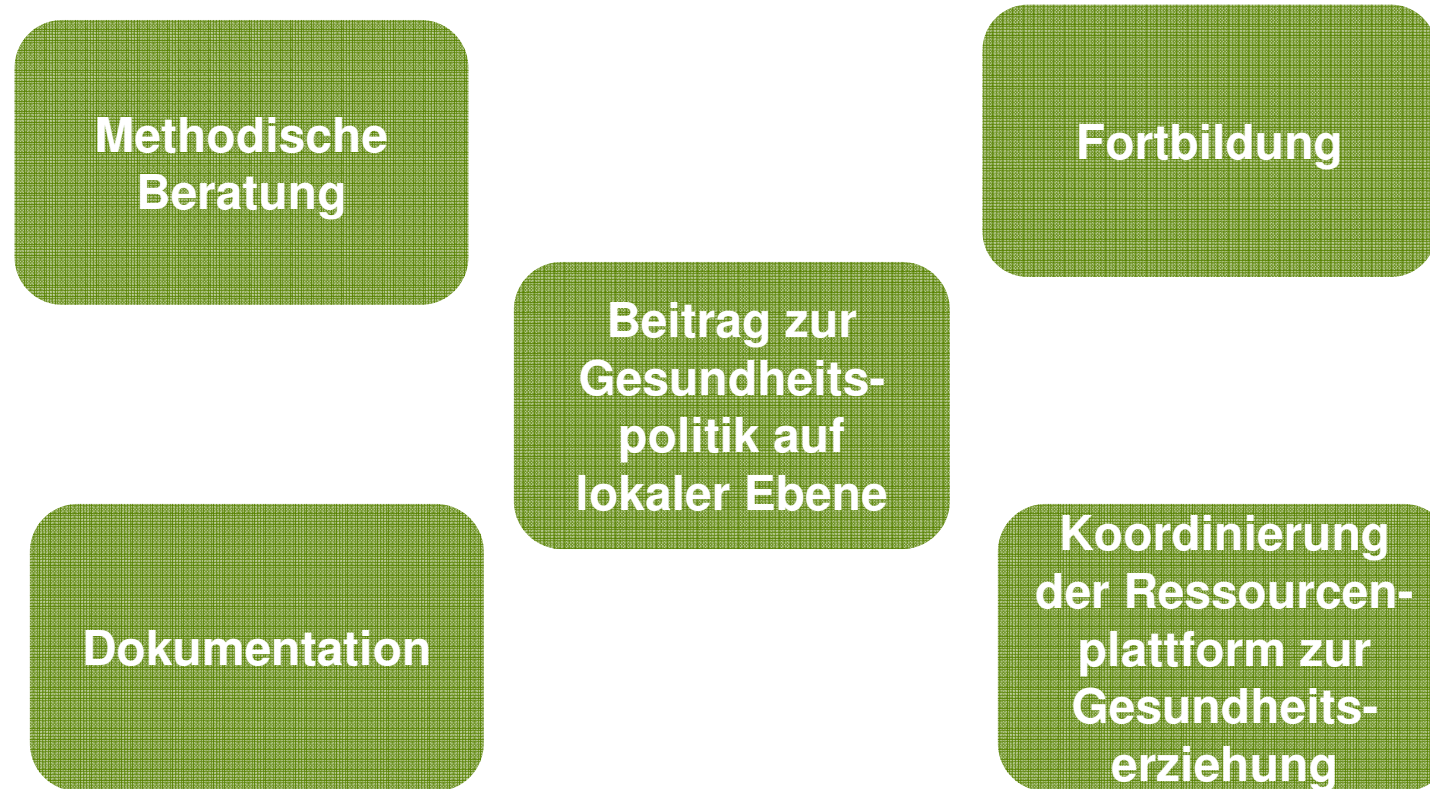 Methodische
Beratung
Fortbildung
Beitrag zur
Gesundheits-
politik auf
lokaler Ebene
Dokumentation
Koordinierung
der Ressourcen-
plattform zur
Gesundheits-
erziehung